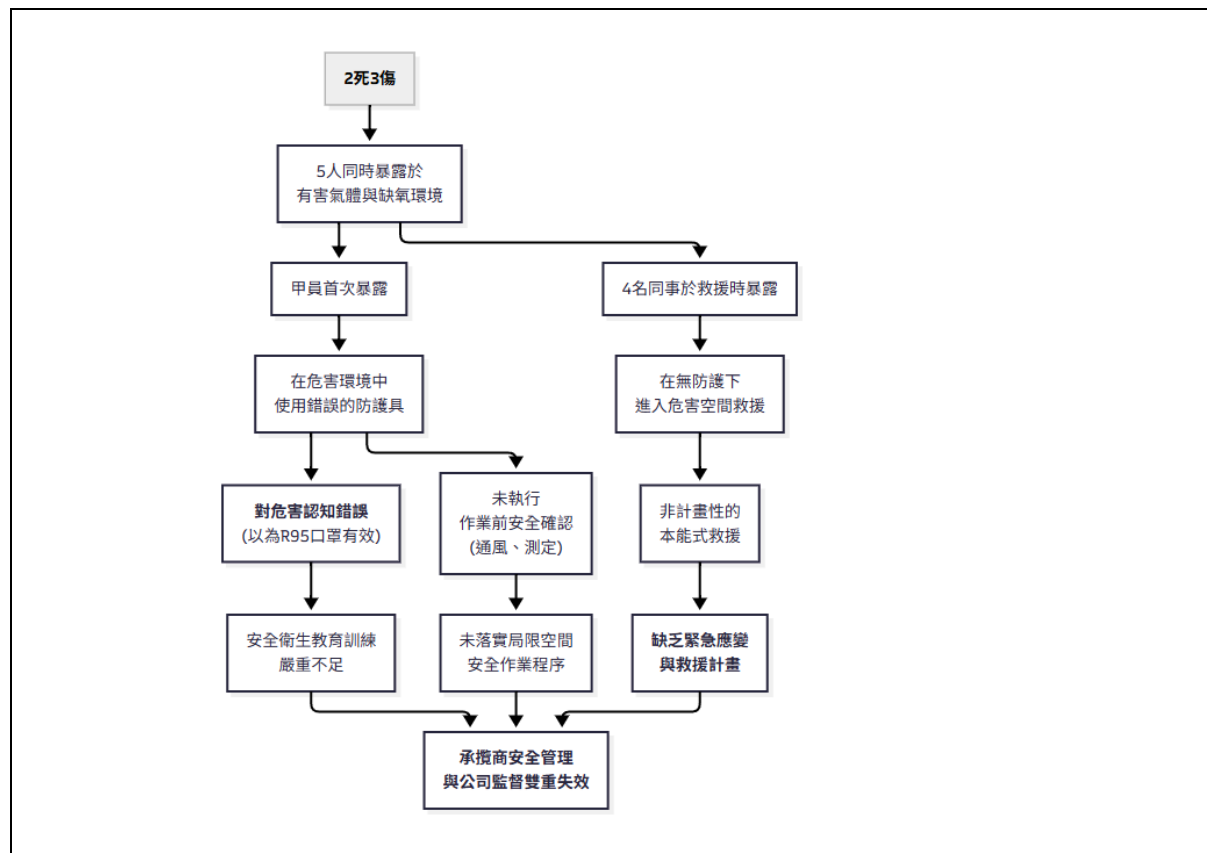 2死3傷
5人同時暴露於
有害氣體與缺氧環境
甲員首次暴露
4名同事於救援時暴露
在危害環境中
使用錯誤的防護具
在無防護下
進入危害空間救援
對危害認知錯誤
(以為R95口罩有效)
未執行
作業前安全確認
(通風、測定)
非計畫性的
本能式救援
安全衛生教育訓練
嚴重不足
未落實局限空間
安全作業程序
缺乏緊急應變
與救援計畫
承攬商安全管理
與公司監督雙重失效